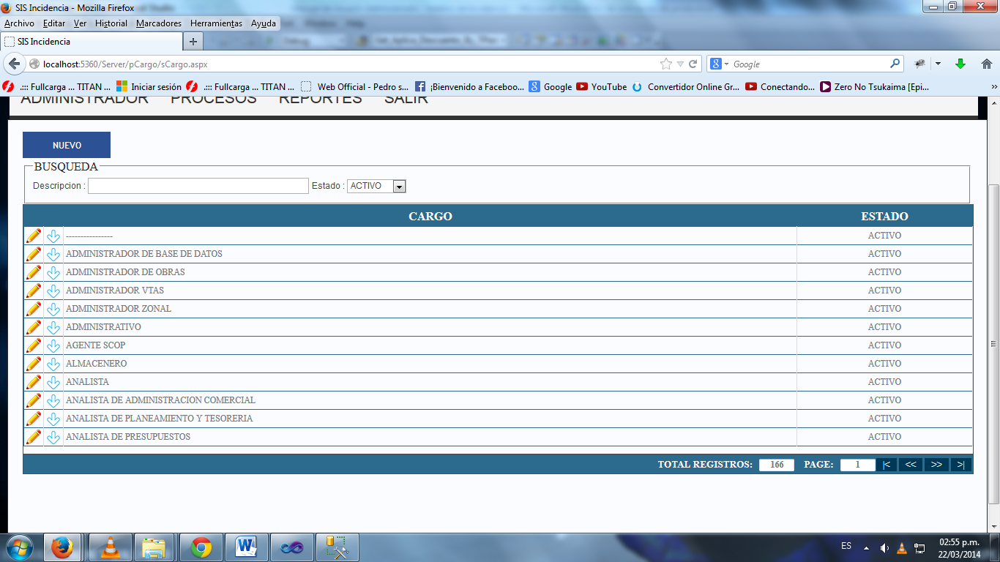 SIS Incidencia - Mozilla Firefox
Archivo Editar Ver Historial Marcadores Herramientas Ayuda
SIS Incidencia
localhost:5360/Server/pCargo/sCargo.aspx
Google
.::: Fullcarga ... TITAN ... Iniciar sesión .::: Fullcarga ... TITAN ... Web Official - Pedro s... ¡Bienvenido a Faceboo... Google YouTube Convertidor Online Gr... Conectando... Zero No Tsukaima [Epi... »
ADMINISTRADOR PROCESOS REPORTES SALIR
NUEVO
BUSQUEDA
Descripcion : Estado : ACTIVO
CARGO ESTADO
---------------- ACTIVO
ADMINISTRADOR DE BASE DE DATOS ACTIVO
ADMINISTRADOR DE OBRAS ACTIVO
ADMINISTRADOR VTAS ACTIVO
ADMINISTRADOR ZONAL ACTIVO
ADMINISTRATIVO ACTIVO
AGENTE SCOP ACTIVO
ALMACENERO ACTIVO
ANALISTA ACTIVO
ANALISTA DE ADMINISTRACION COMERCIAL ACTIVO
ANALISTA DE PLANEAMIENTO Y TESORERIA ACTIVO
ANALISTA DE PRESUPUESTOS ACTIVO
TOTAL REGISTROS: 166 PAGE: 1 |< << >> >|
ES 02:55 p.m.
22/03/2014